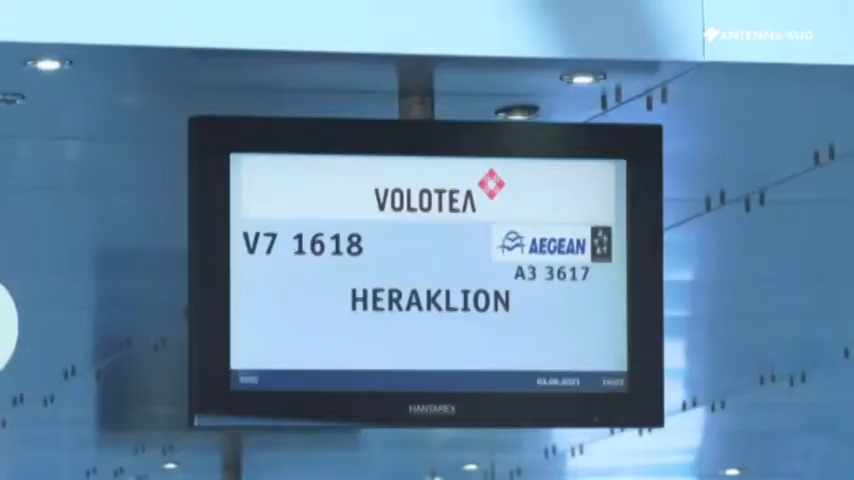 ANTENNA SUD
VOLOTEA
V7 1618
AEGEAN
A3 3617
HERAKLION
HANTAREX